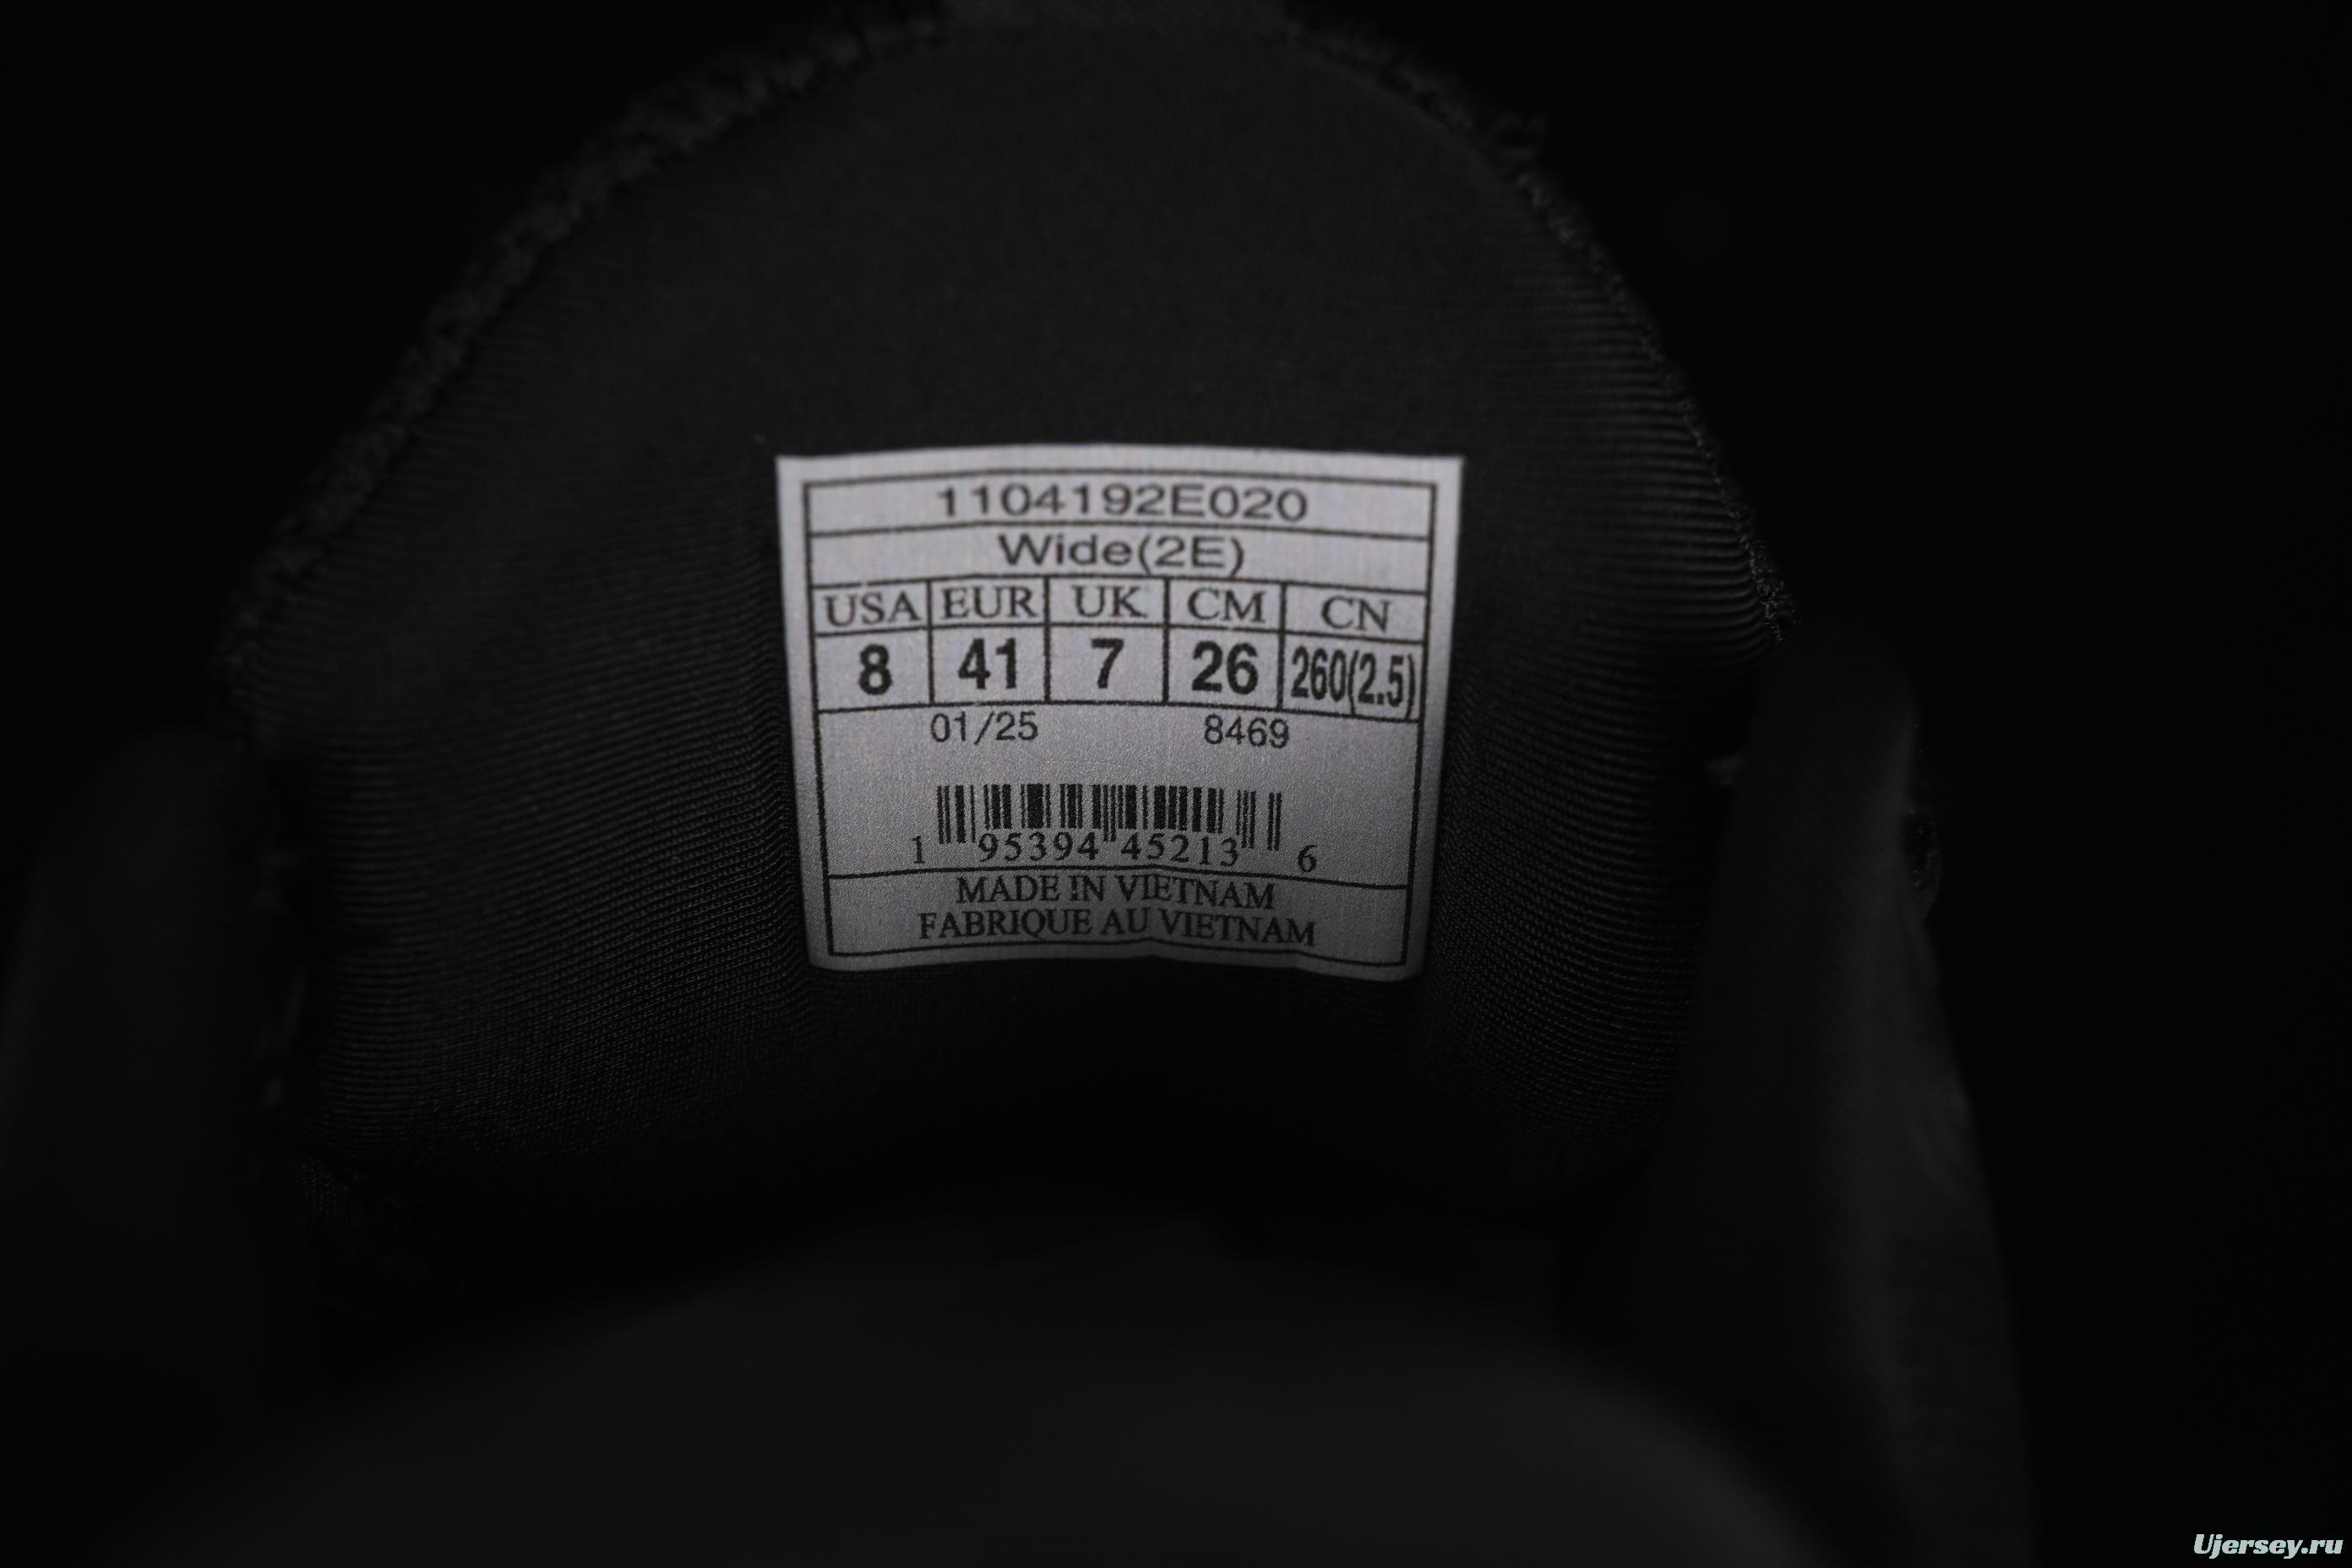 1104192E020
Wide(2E)
USA EUR UK CM CN
8 41 7 26 260(2.5)
01/25 8469
1 95394 45213 6
MADE IN VIETNAM
FABRIQUE AU VIETNAM
Ujersey.ru